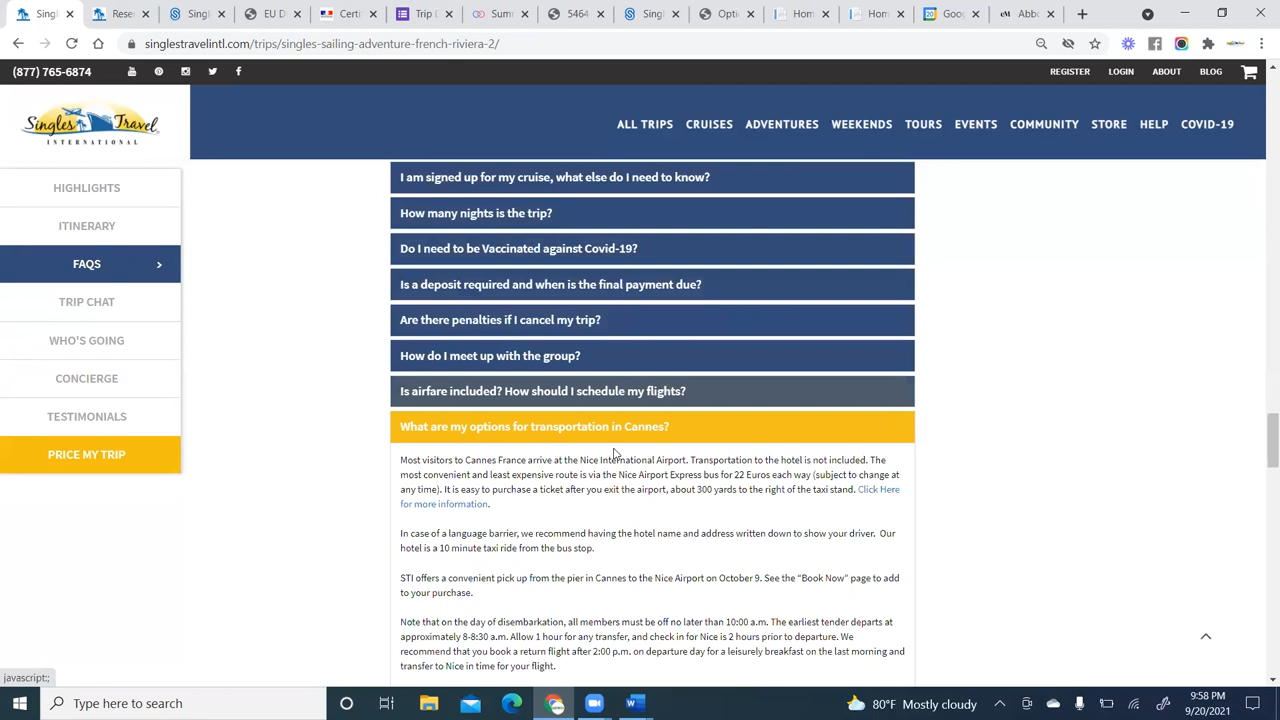 Singl
Rese
Singl
EU D
Certi
Trip D
Summ
5464
Singl
Optio
Hom
Hom
Goo
Abbo
singlestravelintl.com/trips/singles-sailing-adventure-french-riviera-2/
(877) 765-6874
REGISTER
LOGIN
ABOUT
BLOG
Singles Travel
INTERNATIONAL
ALL TRIPS
CRUISES
ADVENTURES
WEEKENDS
TOURS
EVENTS
COMMUNITY
STORE
HELP
COVID-19
HIGHLIGHTS
ITINERARY
FAQS
TRIP CHAT
WHO'S GOING
CONCIERGE
TESTIMONIALS
PRICE MY TRIP
I am signed up for my cruise, what else do I need to know?
How many nights is the trip?
Do I need to be Vaccinated against Covid-19?
Is a deposit required and when is the final payment due?
Are there penalties if I cancel my trip?
How do I meet up with the group?
Is airfare included? How should I schedule my flights?
What are my options for transportation in Cannes?
Most visitors to Cannes France arrive at the Nice International Airport. Transportation to the hotel is not included. The
most convenient and least expensive route is via the Nice Airport Express bus for 22 Euros each way (subject to change at
any time). It is easy to purchase a ticket after you exit the airport, about 300 yards to the right of the taxi stand. Click Here
for more information.
In case of a language barrier, we recommend having the hotel name and address written down to show your driver. Our
hotel is a 10 minute taxi ride from the bus stop.
STI offers a convenient pick up from the pier in Cannes to the Nice Airport on October 9. See the “Book Now” page to add
to your purchase.
Note that on the day of disembarkation, all members must be off no later than 10:00 a.m. The earliest tender departs at
approximately 8-8:30 a.m. Allow 1 hour for any transfer, and check in for Nice is 2 hours prior to departure. We
recommend that you book a return flight after 2:00 p.m. on departure day for a leisurely breakfast on the last morning and
transfer to Nice in time for your flight.
javascript:;
Type here to search
80°F Mostly cloudy
9:58 PM
9/20/2021